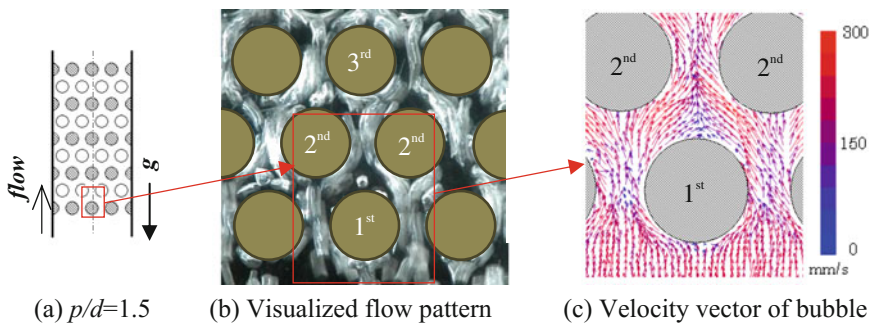 flow
g
3rd
2nd
2nd
1st
2nd
2nd
1st
300
150
0
mm/s
(a) p/d=1.5
(b) Visualized flow pattern
(c) Velocity vector of bubble